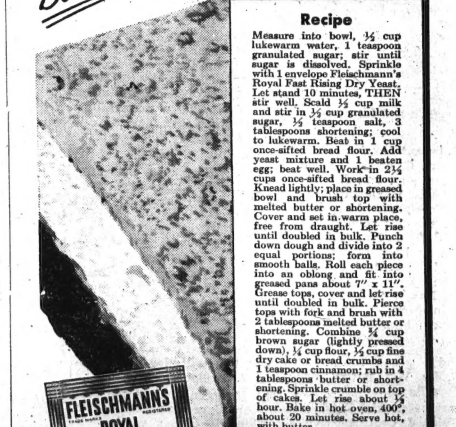 Recipe
Measure into bowl, ½ cup
lukewarm water, 1 teaspoon
granulated sugar; stir until
sugar is dissolved. Sprinkle
with 1 envelope Fleischmann's
Royal Fast Rising Dry Yeast.
Let stand 10 minutes, THEN
stir well. Scald ½ cup milk
and stir in ½ cup granulated
sugar, ½ teaspoon salt, 3
tablespoons shortening; cool
to lukewarm. Beat in 1 cup
once-sifted bread flour. Add
yeast mixture and 1 beaten
egg; beat well. Work in 2½
cups once-sifted bread flour.
Knead lightly; place in greased
bowl and brush top with
melted butter or shortening.
Cover and set in warm place,
free from draught. Let rise
until doubled in bulk. Punch
down dough and divide into 2
equal portions; form into
smooth balls. Roll each piece
into an oblong and fit into
greased pans about 7" x 11".
Grease tops, cover and let rise
until doubled in bulk. Pierce
tops with fork and brush with
2 tablespoons melted butter or
shortening. Combine ¾ cup
brown sugar (lightly pressed
down), ¼ cup flour, ½ cup fine
dry cake or bread crumbs and
1 teaspoon cinnamon; rub in 4
tablespoons butter or short-
ening. Sprinkle crumble on top
of cakes. Let rise about ½
hour. Bake in hot oven, 400°,
about 20 minutes. Serve hot,
with butter.
FLEISCHMANN'S
TRADE MARKS REGISTERED
ROYAL